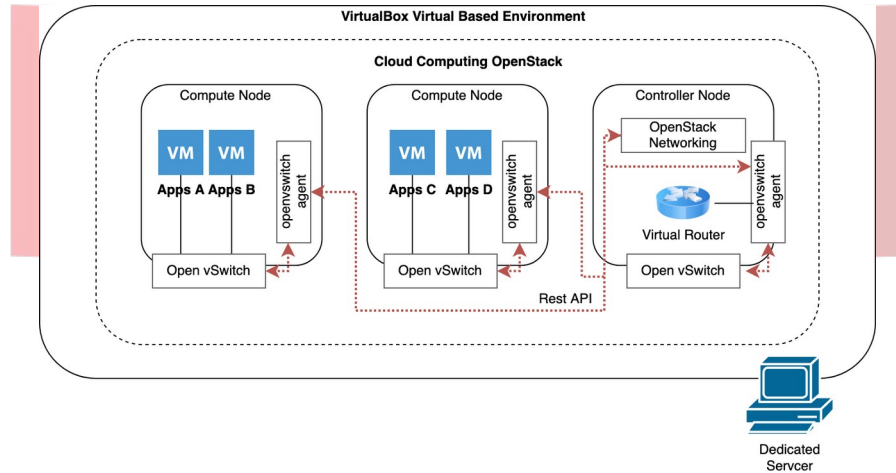 VirtualBox Virtual Based Environment
Cloud Computing OpenStack
Compute Node
VM
VM
Apps A
Apps B
openvswitch
agent
Open vSwitch
Compute Node
VM
VM
Apps C
Apps D
openvswitch
agent
Open vSwitch
Controller Node
OpenStack
Networking
openvswitch
agent
Virtual Router
Open vSwitch
Rest API
Dedicated
Servcer